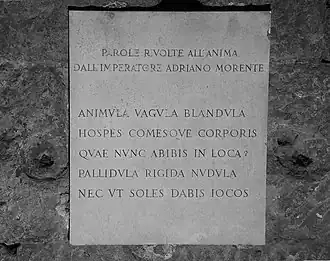 PAROLE RIVOLTE ALL'ANIMA
DALL'IMPERATORE ADRIANO MORENTE
ANIMVLA VAGVLA BLANDVLA
HOSPES COMESQVE CORPORIS
QVAE NVNC ABIBIS IN LOCA?
PALLIDVLA RIGIDA NVDVLA
NEC VT SOLES DABIS IOCOS